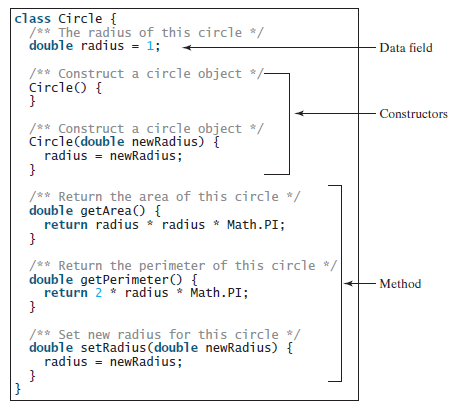 class Circle {
/** The radius of this circle */
double radius = 1;
Data field
/** Construct a circle object */
Circle() {
}
Constructors
/** Construct a circle object */
Circle(double newRadius) {
radius = newRadius;
}
/** Return the area of this circle */
double getArea() {
return radius * radius * Math.PI;
}
/** Return the perimeter of this circle */
double getPerimeter() {
return 2 * radius * Math.PI;
}
Method
/** Set new radius for this circle */
double setRadius(double newRadius) {
radius = newRadius;
}
}